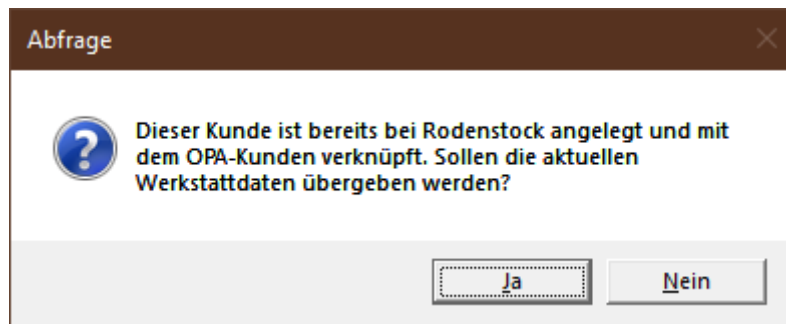 Abfrage
Dieser Kunde ist bereits bei Rodenstock angelegt und mit
dem OPA-Kunden verknüpft. Sollen die aktuellen
Werkstattdaten übergeben werden?
Ja
Nein